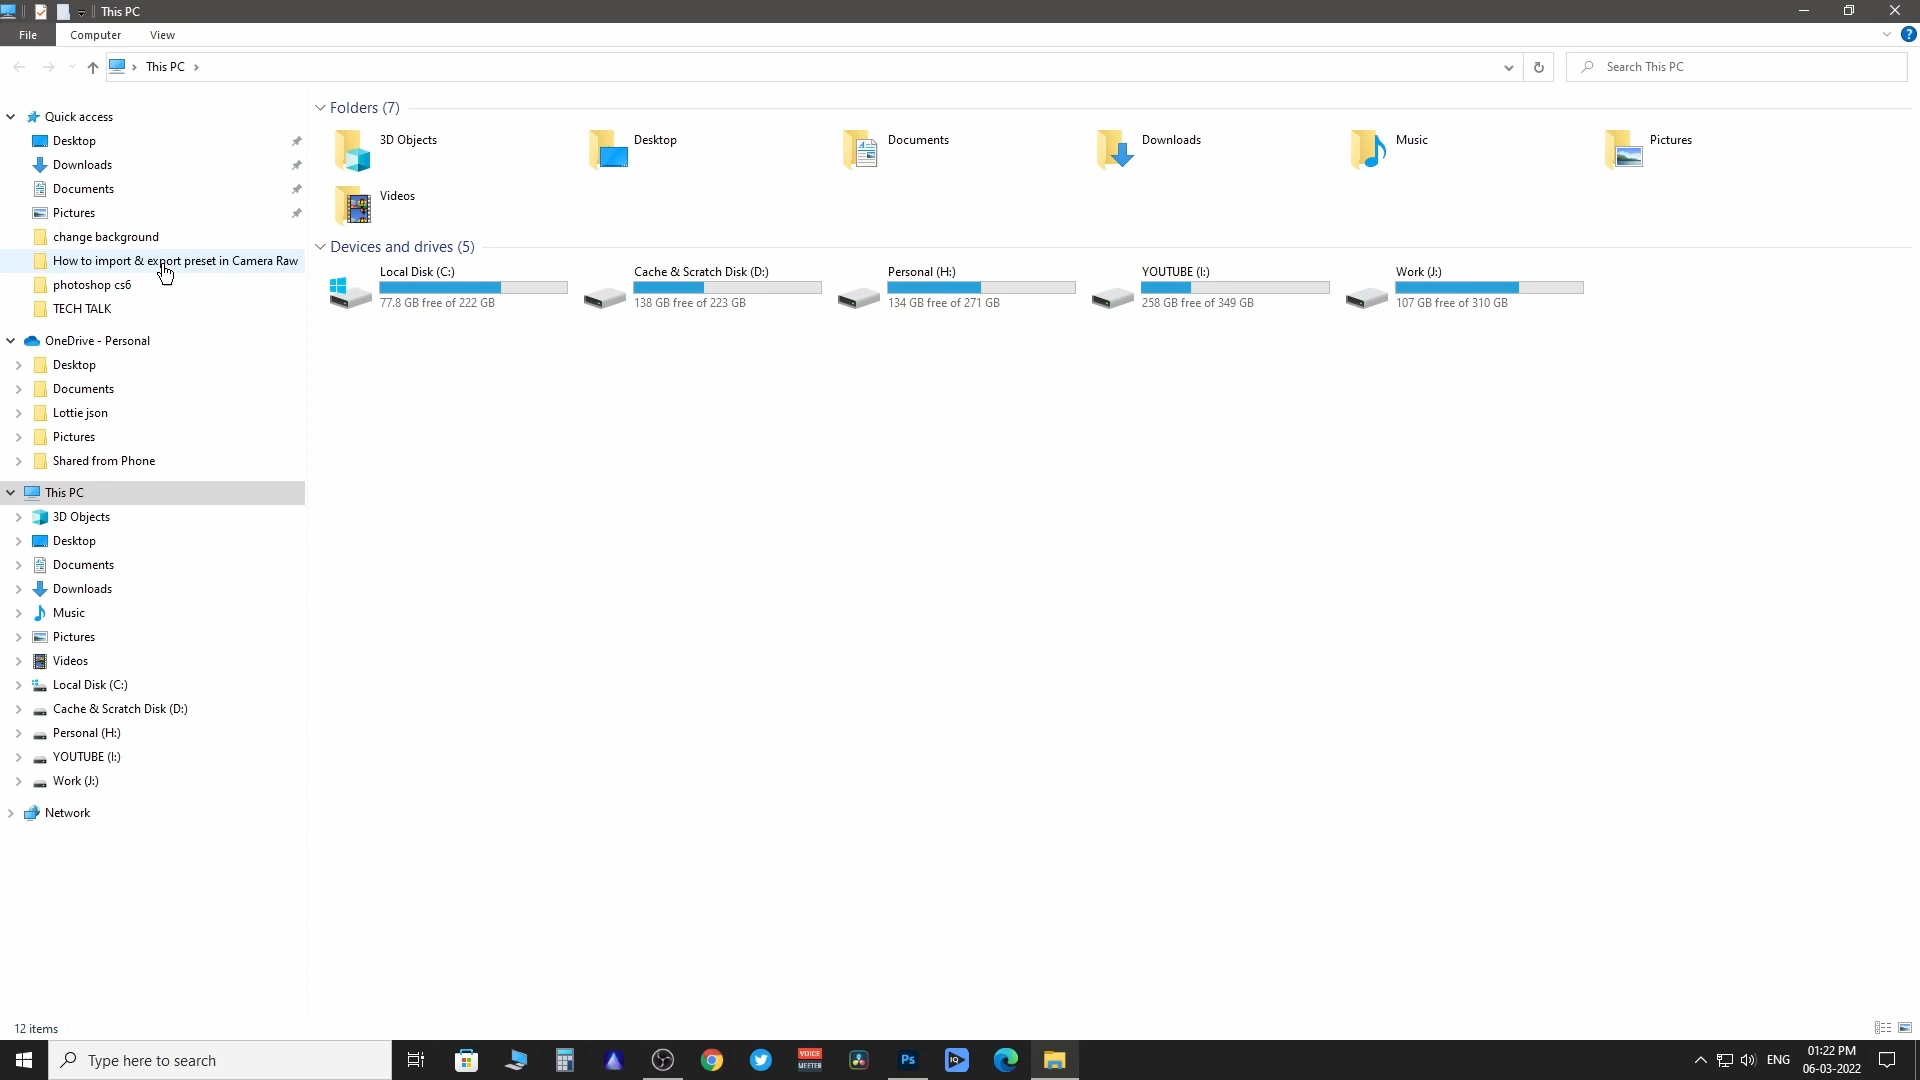 This PC
File
Computer
View
This PC
Search This PC
Quick access
Desktop
Downloads
Documents
Pictures
change background
How to import & export preset in Camera Raw
photoshop cs6
TECH TALK
OneDrive - Personal
Desktop
Documents
Lottie json
Pictures
Shared from Phone
This PC
3D Objects
Desktop
Documents
Downloads
Music
Pictures
Videos
Local Disk (C:)
Cache & Scratch Disk (D:)
Personal (H:)
YOUTUBE (I:)
Work (J:)
Network
Folders (7)
3D Objects
Desktop
Documents
Downloads
Music
Pictures
Videos
Devices and drives (5)
Local Disk (C:)
77.8 GB free of 222 GB
Cache & Scratch Disk (D:)
138 GB free of 223 GB
Personal (H:)
134 GB free of 271 GB
YOUTUBE (I:)
258 GB free of 349 GB
Work (J:)
107 GB free of 310 GB
12 items
Type here to search
VOICE
MEETER
Ps
IQ
ENG
01:22 PM
06-03-2022